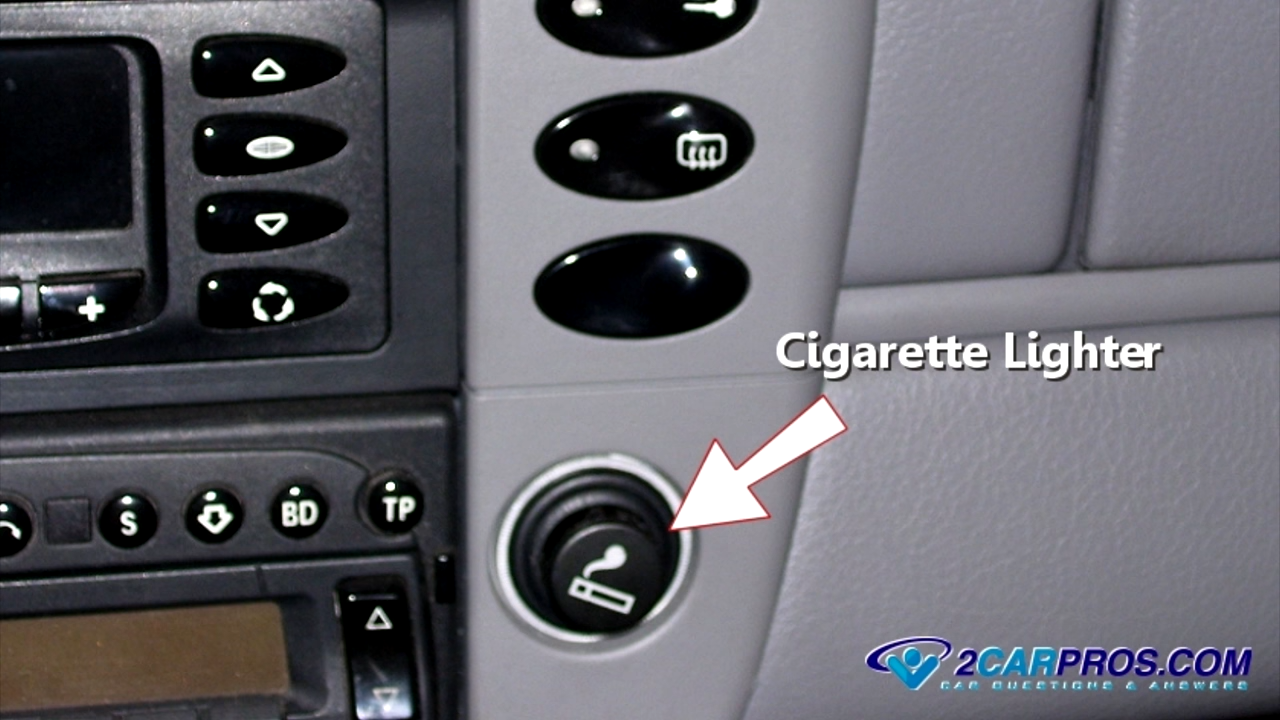 Cigarette Lighter
S
BD
TP
2CARPROS.COM
CAR QUESTIONS & ANSWERS